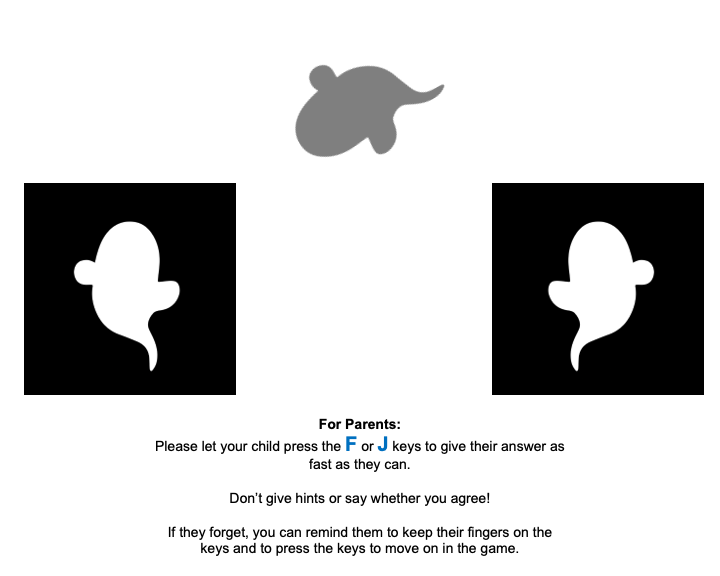 For Parents:
Please let your child press the F or J keys to give their answer as
fast as they can.
Don’t give hints or say whether you agree!
If they forget, you can remind them to keep their fingers on the
keys and to press the keys to move on in the game.